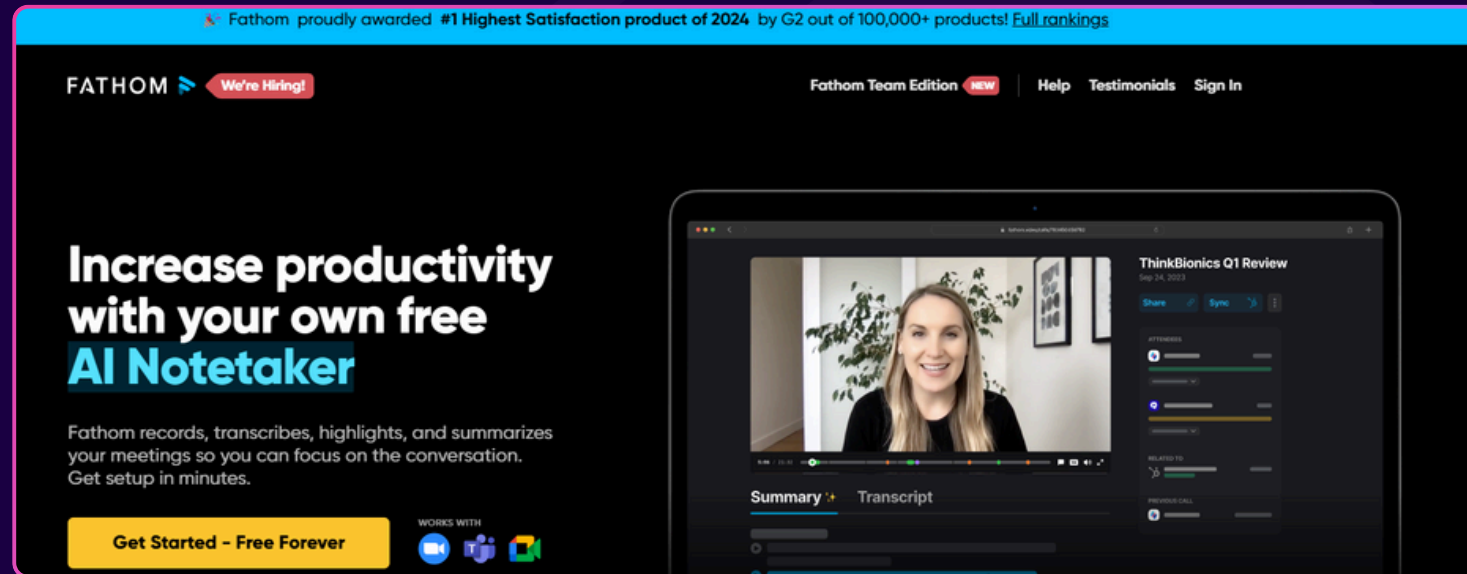 🎉 Fathom proudly awarded #1 Highest Satisfaction product of 2024 by G2 out of 100,000+ products! Full rankings
FATHOM We're Hiring!
Fathom Team Edition NEW Help Testimonials Sign In
Increase productivity
with your own free
AI Notetaker
Fathom records, transcribes, highlights, and summarizes
your meetings so you can focus on the conversation.
Get setup in minutes.
Get Started - Free Forever
WORKS WITH
ThinkBionics Q1 Review
Sep 24, 2023
Share
Sync
ATTENDEES
RELATED TO
PREVIOUS CALL
Summary ✨ Transcript